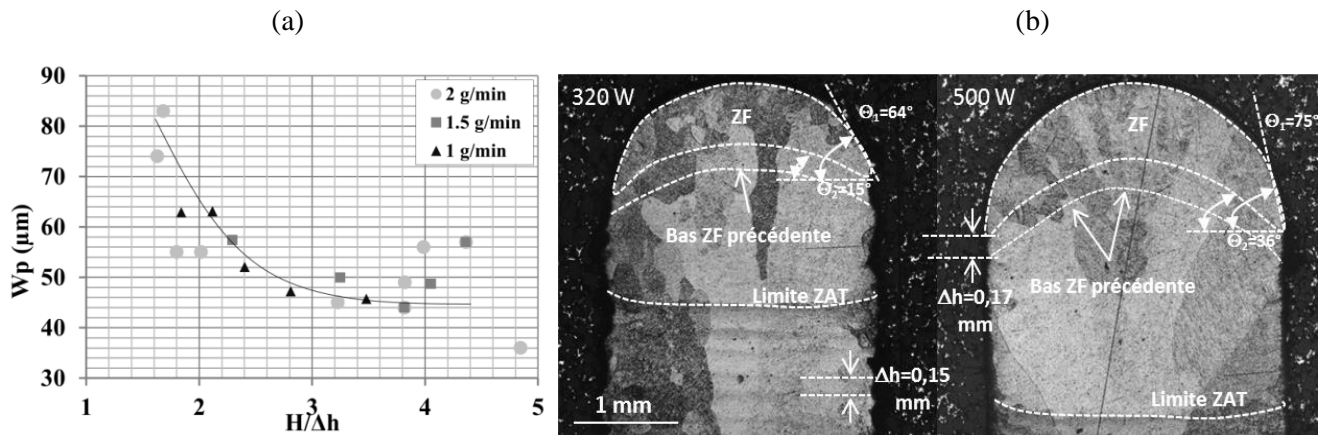 (a)
(b)
90
80
70
60
50
40
30
Wp (µm)
1
2
3
4
5
H/Δh
2 g/min
1.5 g/min
1 g/min
320 W
ZF
Θ₁=64°
Θ₂=15°
Bas ZF précédente
Limite ZAT
Δh=0,15
mm
1 mm
500 W
ZF
Θ₁=75°
Θ₂=36°
Δh=0,17
mm
Bas ZF précédente
Limite ZAT